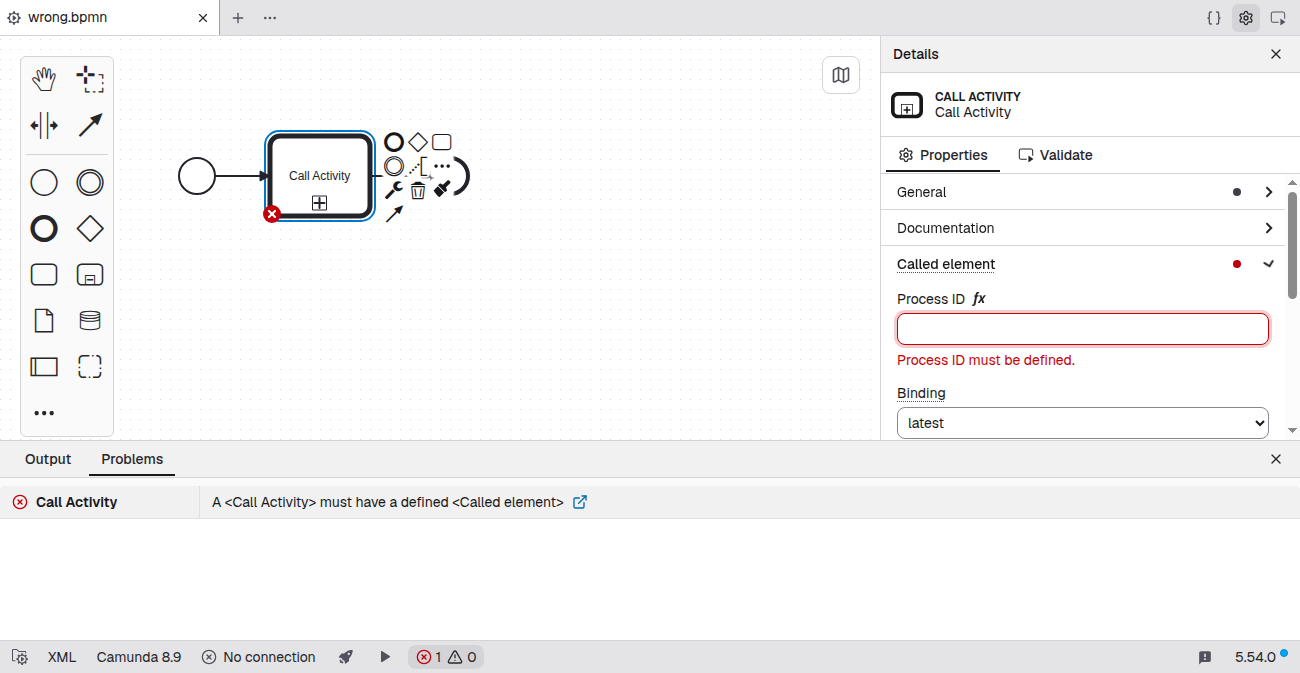 wrong.bpmn
Details
CALL ACTIVITY
Call Activity
Properties
Validate
Call Activity
General
Documentation
Called element
Process ID fx
Process ID must be defined.
Binding
latest
Output
Problems
Call Activity
A <Call Activity> must have a defined <Called element>
XML
Camunda 8.9
No connection
1
0
5.54.0